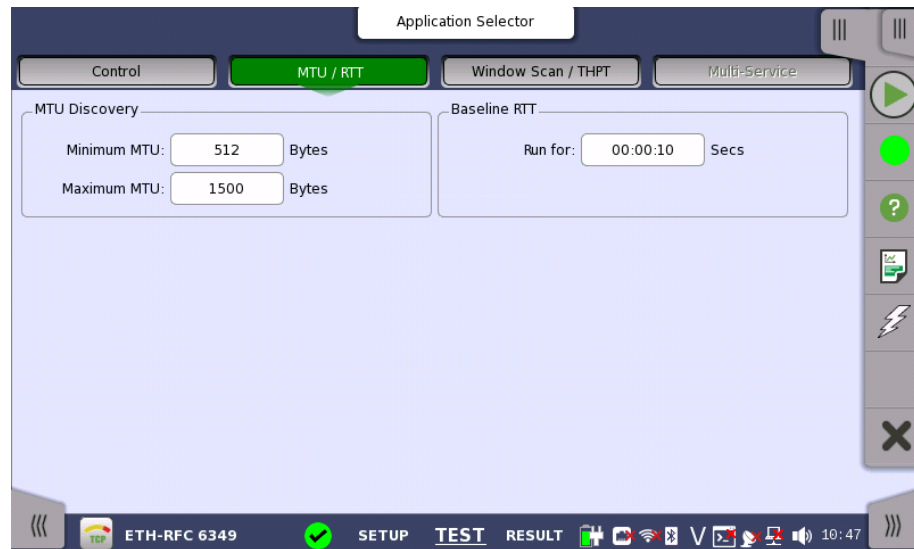 Application Selector
Control
MTU / RTT
Window Scan / THPT
Multi-Service
MTU Discovery
Minimum MTU: 512 Bytes
Maximum MTU: 1500 Bytes
Baseline RTT
Run for: 00:00:10 Secs
?
TCP
ETH-RFC 6349
SETUP
TEST
RESULT
V
10:47